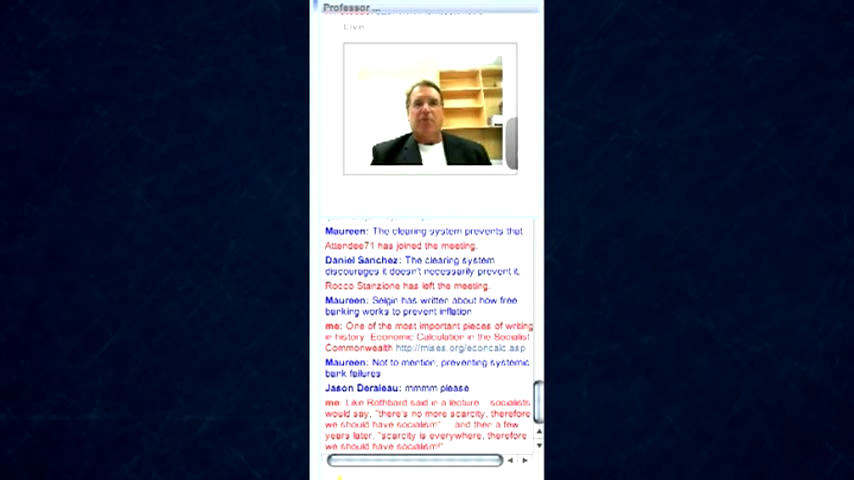 Professor ...
Live
Maureen: The clearing system prevents that
Attendee71 has joined the meeting.
Daniel Sanchez: The clearing system
discourages it doesn't necessarily prevent it.
Rocco Stanzione has left the meeting.
Maureen: Selgin has written about how free
banking works to prevent inflation
me: One of the most important pieces of writing
in history: Economic Calculation in the Socialist
Commonwealth http://mises.org/econcalc.asp
Maureen: Not to mention, preventing systemic
bank failures
Jason Deraleau: mmmm please
me: Like Rothbard said in a lecture... socialists
would say, "there's no more scarcity, therefore
we should have socialism" ... and then a few
years later, "scarcity is everywhere, therefore
we should have socialism!"